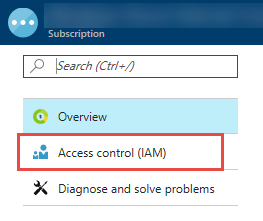 Subscription
Search (Ctrl+/)
Overview
Access control (IAM)
Diagnose and solve problems